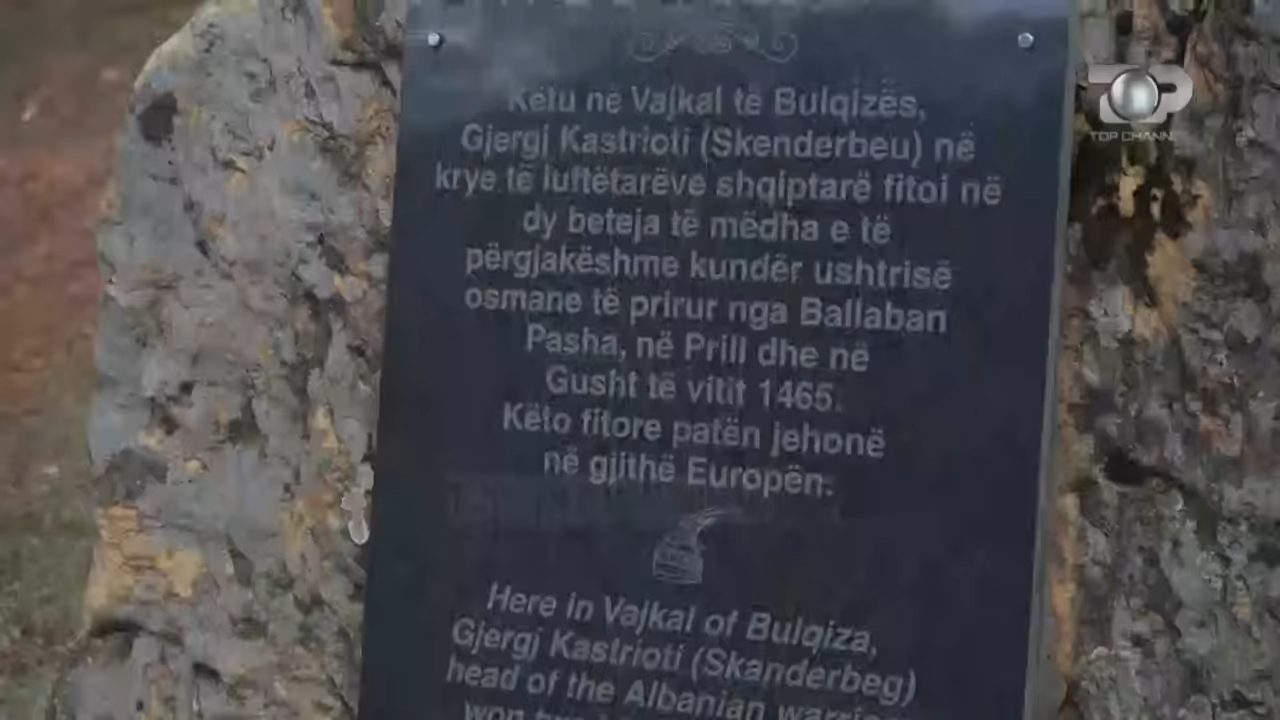 Këtu në Vajkal të Bulqizës,
Gjergj Kastrioti (Skenderbeu) në
krye të luftëtarëve shqiptarë fitoi në
dy beteja të mëdha e të
përgjakëshme kundër ushtrisë
osmane të prirur nga Ballaban
Pasha, në Prill dhe në
Gusht të vitit 1465.
Këto fitore patën jehonë
në gjithë Europën.
Here in Vajkal of Bulqiza,
Gjergj Kastrioti (Skanderbeg)
head of the Albanian
won
TOP
TOP CHANN